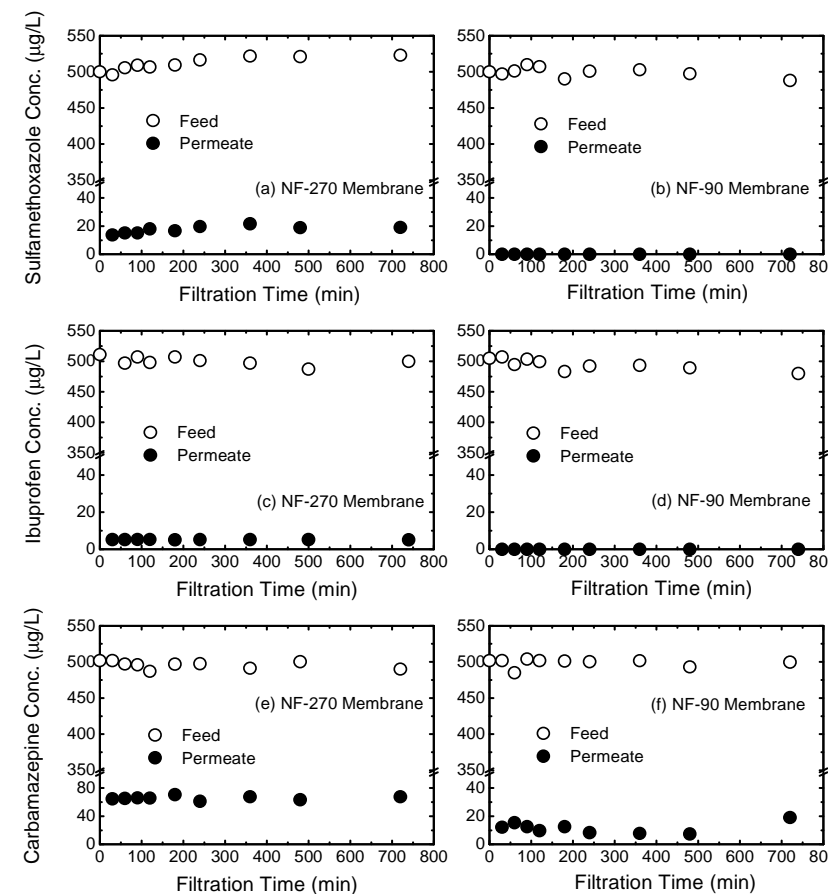 Sulfamethoxazole Conc. (μg/L)
550
500
450
400
350
40
20
0
Feed
Permeate
(a) NF-270 Membrane
0 100 200 300 400 500 600 700 800
Filtration Time (min)
550
500
450
400
350
40
20
0
Feed
Permeate
(b) NF-90 Membrane
0 100 200 300 400 500 600 700 800
Filtration Time (min)
Ibuprofen Conc. (μg/L)
550
500
450
400
350
40
20
0
Feed
Permeate
(c) NF-270 Membrane
0 100 200 300 400 500 600 700 800
Filtration Time (min)
550
500
450
400
350
40
20
0
Feed
Permeate
(d) NF-90 Membrane
0 100 200 300 400 500 600 700 800
Filtration Time (min)
Carbamazepine Conc. (μg/L)
550
500
450
400
350
80
40
0
(e) NF-270 Membrane
Feed
Permeate
0 100 200 300 400 500 600 700 800
Filtration Time (min)
550
500
450
400
350
40
20
0
(f) NF-90 Membrane
Feed
Permeate
0 100 200 300 400 500 600 700 80
Filtration Time (min)